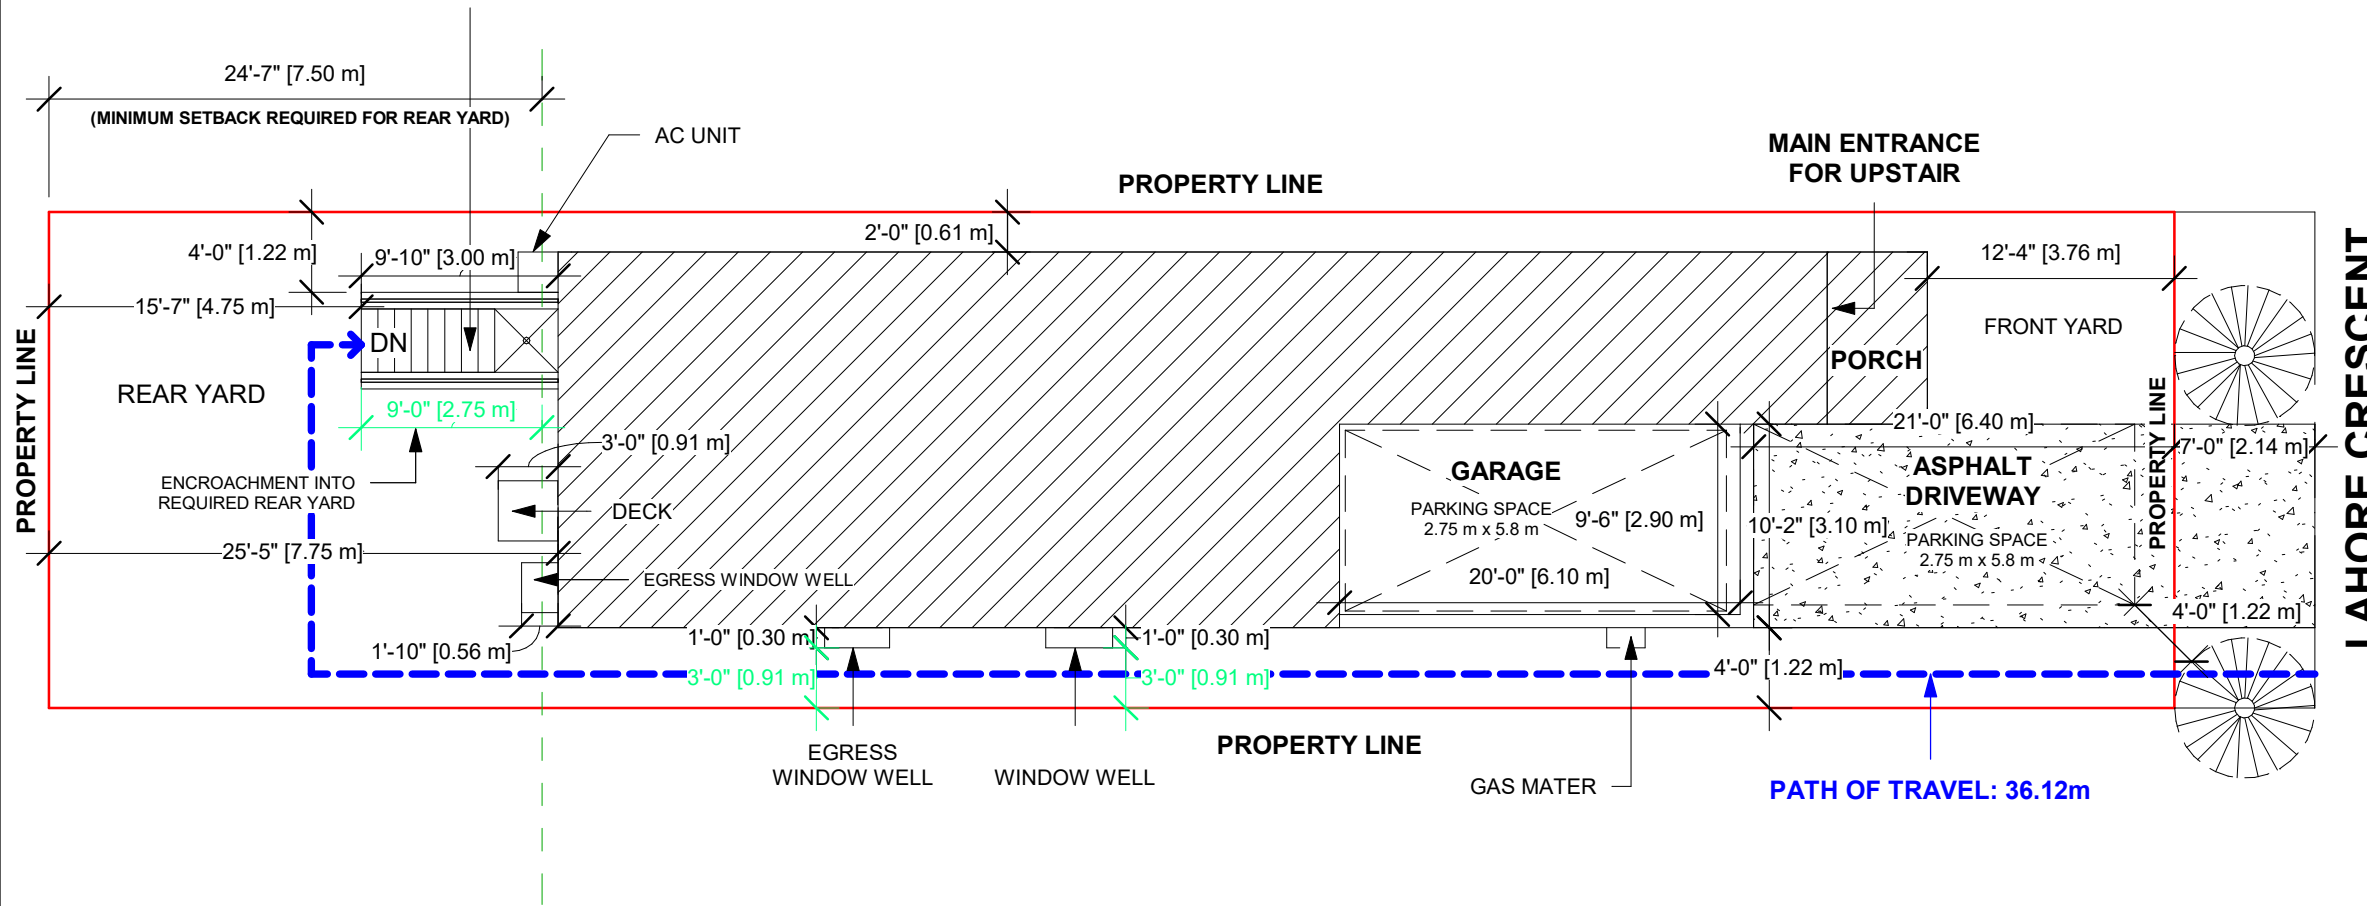 24'-7" [7.50 m]
(MINIMUM SETBACK REQUIRED FOR REAR YARD)
AC UNIT
MAIN ENTRANCE
FOR UPSTAIR
PROPERTY LINE
4'-0" [1.22 m]
9'-10" [3.00 m]
2'-0" [0.61 m]
12'-4" [3.76 m]
15'-7" [4.75 m]
FRONT YARD
DN
PORCH
REAR YARD
PROPERTY LINE
9'-0" [2.75 m]
3'-0" [0.91 m]
21'-0" [6.40 m]
7'-0" [2.14 m]
PROPERTY LINE
LAHORE CRESCENT
ENCROACHMENT INTO
REQUIRED REAR YARD
GARAGE
PARKING SPACE
2.75 m x 5.8 m
9'-6" [2.90 m]
20'-0" [6.10 m]
ASPHALT
DRIVEWAY
10'-2" [3.10 m]
PARKING SPACE
2.75 m x 5.8 m
DECK
25'-5" [7.75 m]
EGRESS WINDOW WELL
4'-0" [1.22 m]
1'-10" [0.56 m]
1'-0" [0.30 m]
1'-0" [0.30 m]
3'-0" [0.91 m]
3'-0" [0.91 m]
4'-0" [1.22 m]
EGRESS
WINDOW WELL
WINDOW WELL
PROPERTY LINE
GAS MATER
PATH OF TRAVEL: 36.12m